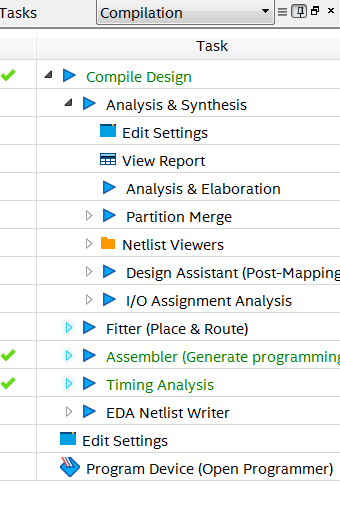 Tasks Compilation
Task
Compile Design
Analysis & Synthesis
Edit Settings
View Report
Analysis & Elaboration
Partition Merge
Netlist Viewers
Design Assistant (Post-Mapping
I/O Assignment Analysis
Fitter (Place & Route)
Assembler (Generate programming
Timing Analysis
EDA Netlist Writer
Edit Settings
Program Device (Open Programmer)